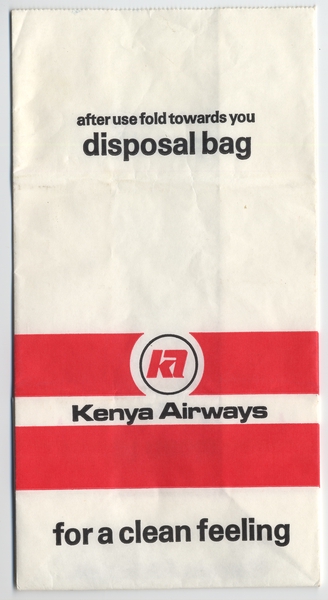 after use fold towards you
disposal bag
ka
Kenya Airways
for a clean feeling